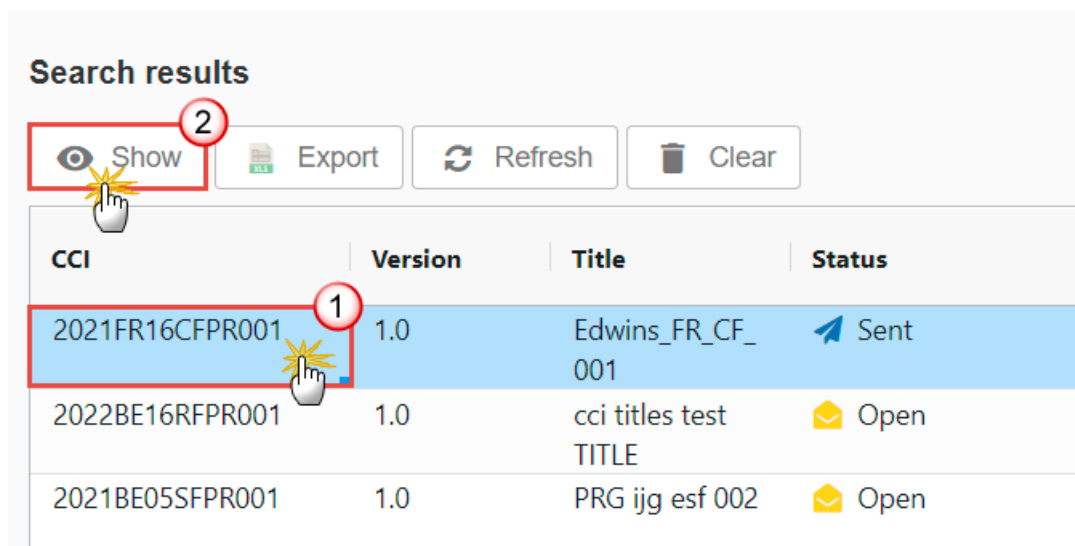 Search results
2
Show
XLS
Export
Refresh
Clear
CCI
Version
Title
Status
1
2021FR16CFPR001
1.0
Edwins_FR_CF_
001
Sent
2022BE16RFPR001
1.0
cci titles test
TITLE
Open
2021BE05SFPR001
1.0
PRG ijg esf 002
Open